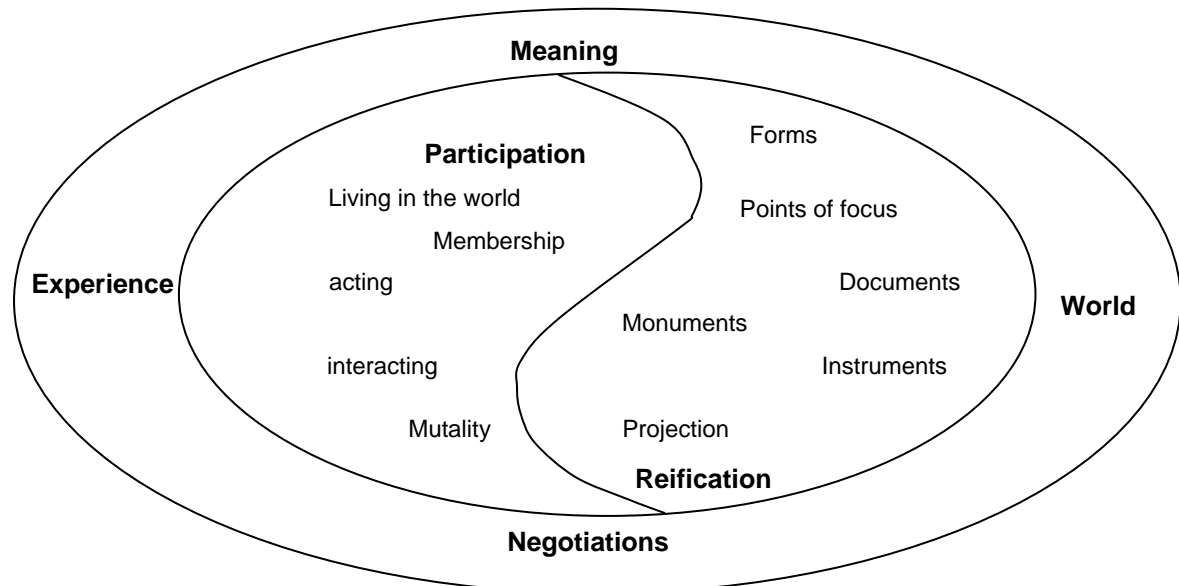 Meaning
Participation
Living in the world
Membership
acting
interacting
Mutality
Forms
Points of focus
Documents
Monuments
Instruments
Projection
Reification
Experience
World
Negotiations